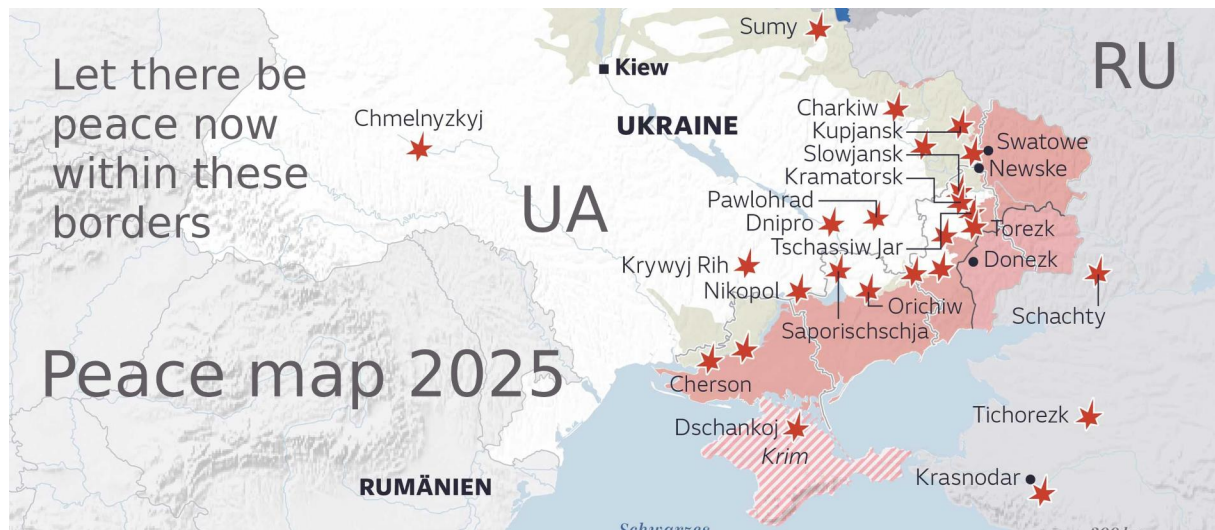 Sumy
RU
Let there be
peace now
within these
borders
Kiew
Chmelnyzkyj
UKRAINE
Charkiw
Kupjansk
Slowjansk
Swatowe
Newske
Kramatorsk
UA
Pawlohrad
Dnipro
Tschassiw Jar
Torezk
Krywyj Rih
Donezk
Nikopol
Orichiw
Schachty
Saporischschja
Peace map 2025
Cherson
Dschankoj
Krim
Tichorezk
Krasnodar
RUMÄNIEN
Schwarzes